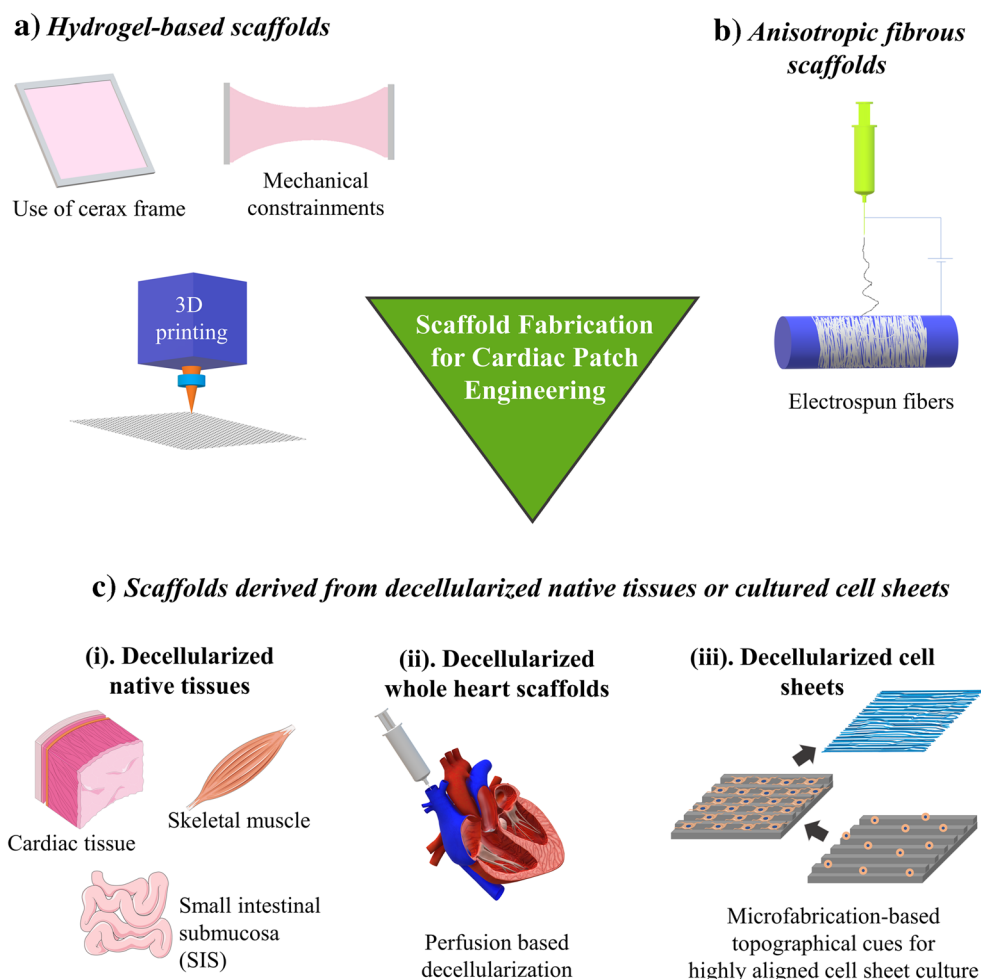 a) Hydrogel-based scaffolds
Use of cerax frame
Mechanical
constrainments
3D
printing
b) Anisotropic fibrous
scaffolds
Electrospun fibers
Scaffold Fabrication
for Cardiac Patch
Engineering
c) Scaffolds derived from decellularized native tissues or cultured cell sheets
(i). Decellularized
native tissues
Cardiac tissue
Skeletal muscle
Small intestinal
submucosa
(SIS)
(ii). Decellularized
whole heart scaffolds
Perfusion based
decellularization
(iii). Decellularized cell
sheets
Microfabrication-based
topographical cues for
highly aligned cell sheet culture